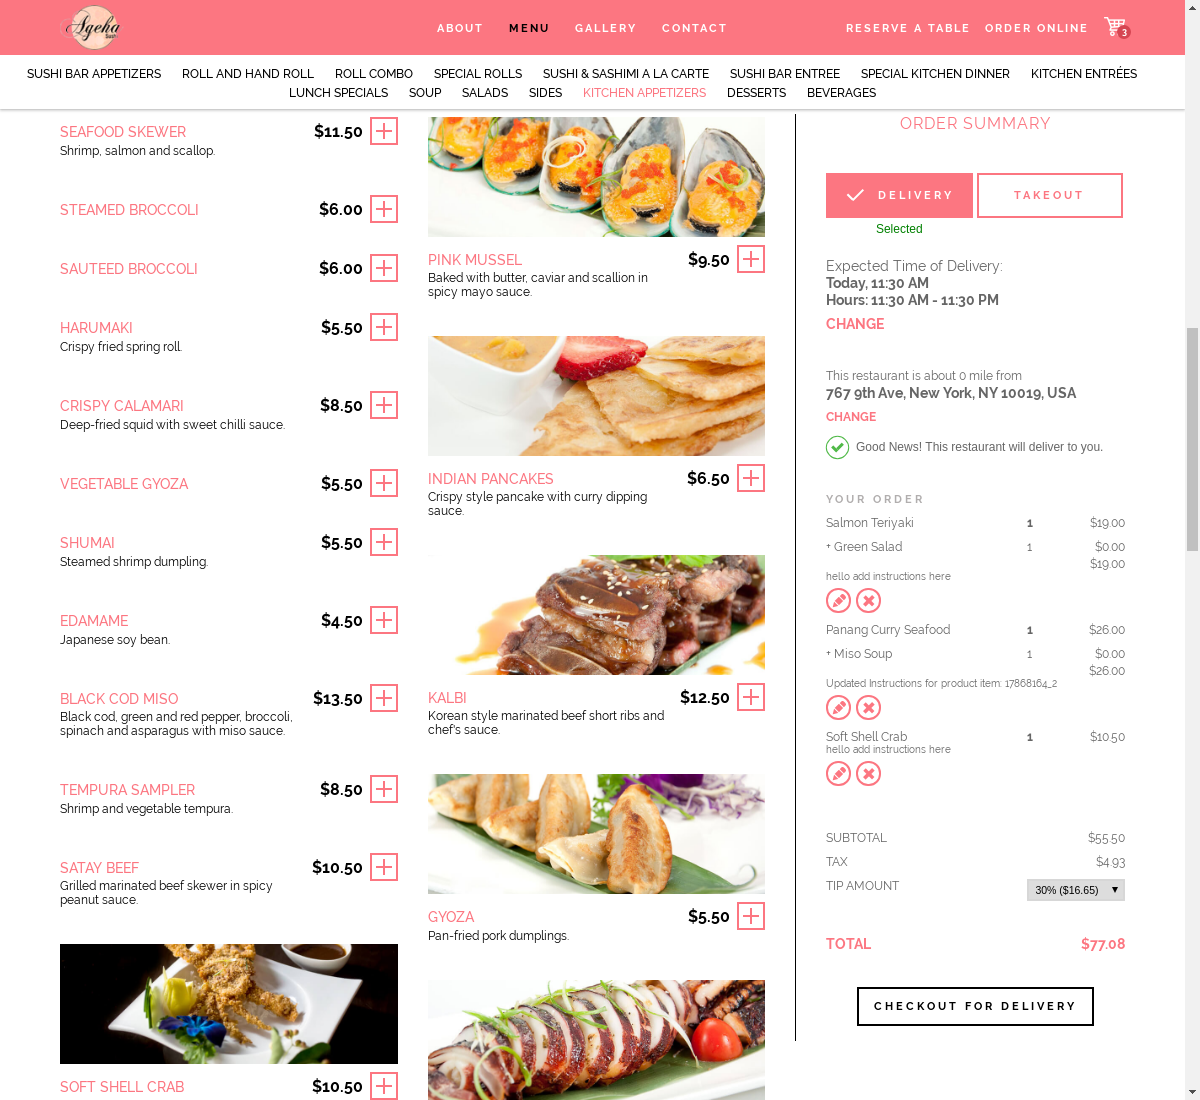 Ageha
Sushi
ABOUT
MENU
GALLERY
CONTACT
RESERVE A TABLE
ORDER ONLINE
3
SUSHI BAR APPETIZERS
ROLL AND HAND ROLL
ROLL COMBO
SPECIAL ROLLS
SUSHI & SASHIMI A LA CARTE
SUSHI BAR ENTREE
SPECIAL KITCHEN DINNER
KITCHEN ENTRÉES
LUNCH SPECIALS
SOUP
SALADS
SIDES
KITCHEN APPETIZERS
DESSERTS
BEVERAGES
SEAFOOD SKEWER $11.50
Shrimp, salmon and scallop.
STEAMED BROCCOLI $6.00
SAUTEED BROCCOLI $6.00
HARUMAKI $5.50
Crispy fried spring roll.
CRISPY CALAMARI $8.50
Deep-fried squid with sweet chilli sauce.
VEGETABLE GYOZA $5.50
SHUMAI $5.50
Steamed shrimp dumpling.
EDAMAME $4.50
Japanese soy bean.
BLACK COD MISO $13.50
Black cod, green and red pepper, broccoli,
spinach and asparagus with miso sauce.
TEMPURA SAMPLER $8.50
Shrimp and vegetable tempura.
SATAY BEEF $10.50
Grilled marinated beef skewer in spicy
peanut sauce.
SOFT SHELL CRAB $10.50
PINK MUSSEL $9.50
Baked with butter, caviar and scallion in
spicy mayo sauce.
INDIAN PANCAKES $6.50
Crispy style pancake with curry dipping
sauce.
KALBI $12.50
Korean style marinated beef short ribs and
chef's sauce.
GYOZA $5.50
Pan-fried pork dumplings.
ORDER SUMMARY
DELIVERY
TAKEOUT
Selected
Expected Time of Delivery:
Today, 11:30 AM
Hours: 11:30 AM - 11:30 PM
CHANGE
This restaurant is about 0 mile from
767 9th Ave, New York, NY 10019, USA
CHANGE
Good News! This restaurant will deliver to you.
YOUR ORDER
Salmon Teriyaki 1 $19.00
+ Green Salad 1 $0.00
$19.00
hello add instructions here
Panang Curry Seafood 1 $26.00
+ Miso Soup 1 $0.00
$26.00
Updated Instructions for product item: 17868164_2
Soft Shell Crab 1 $10.50
hello add instructions here
SUBTOTAL $55.50
TAX $4.93
TIP AMOUNT 30% ($16.65)
TOTAL $77.08
CHECKOUT FOR DELIVERY